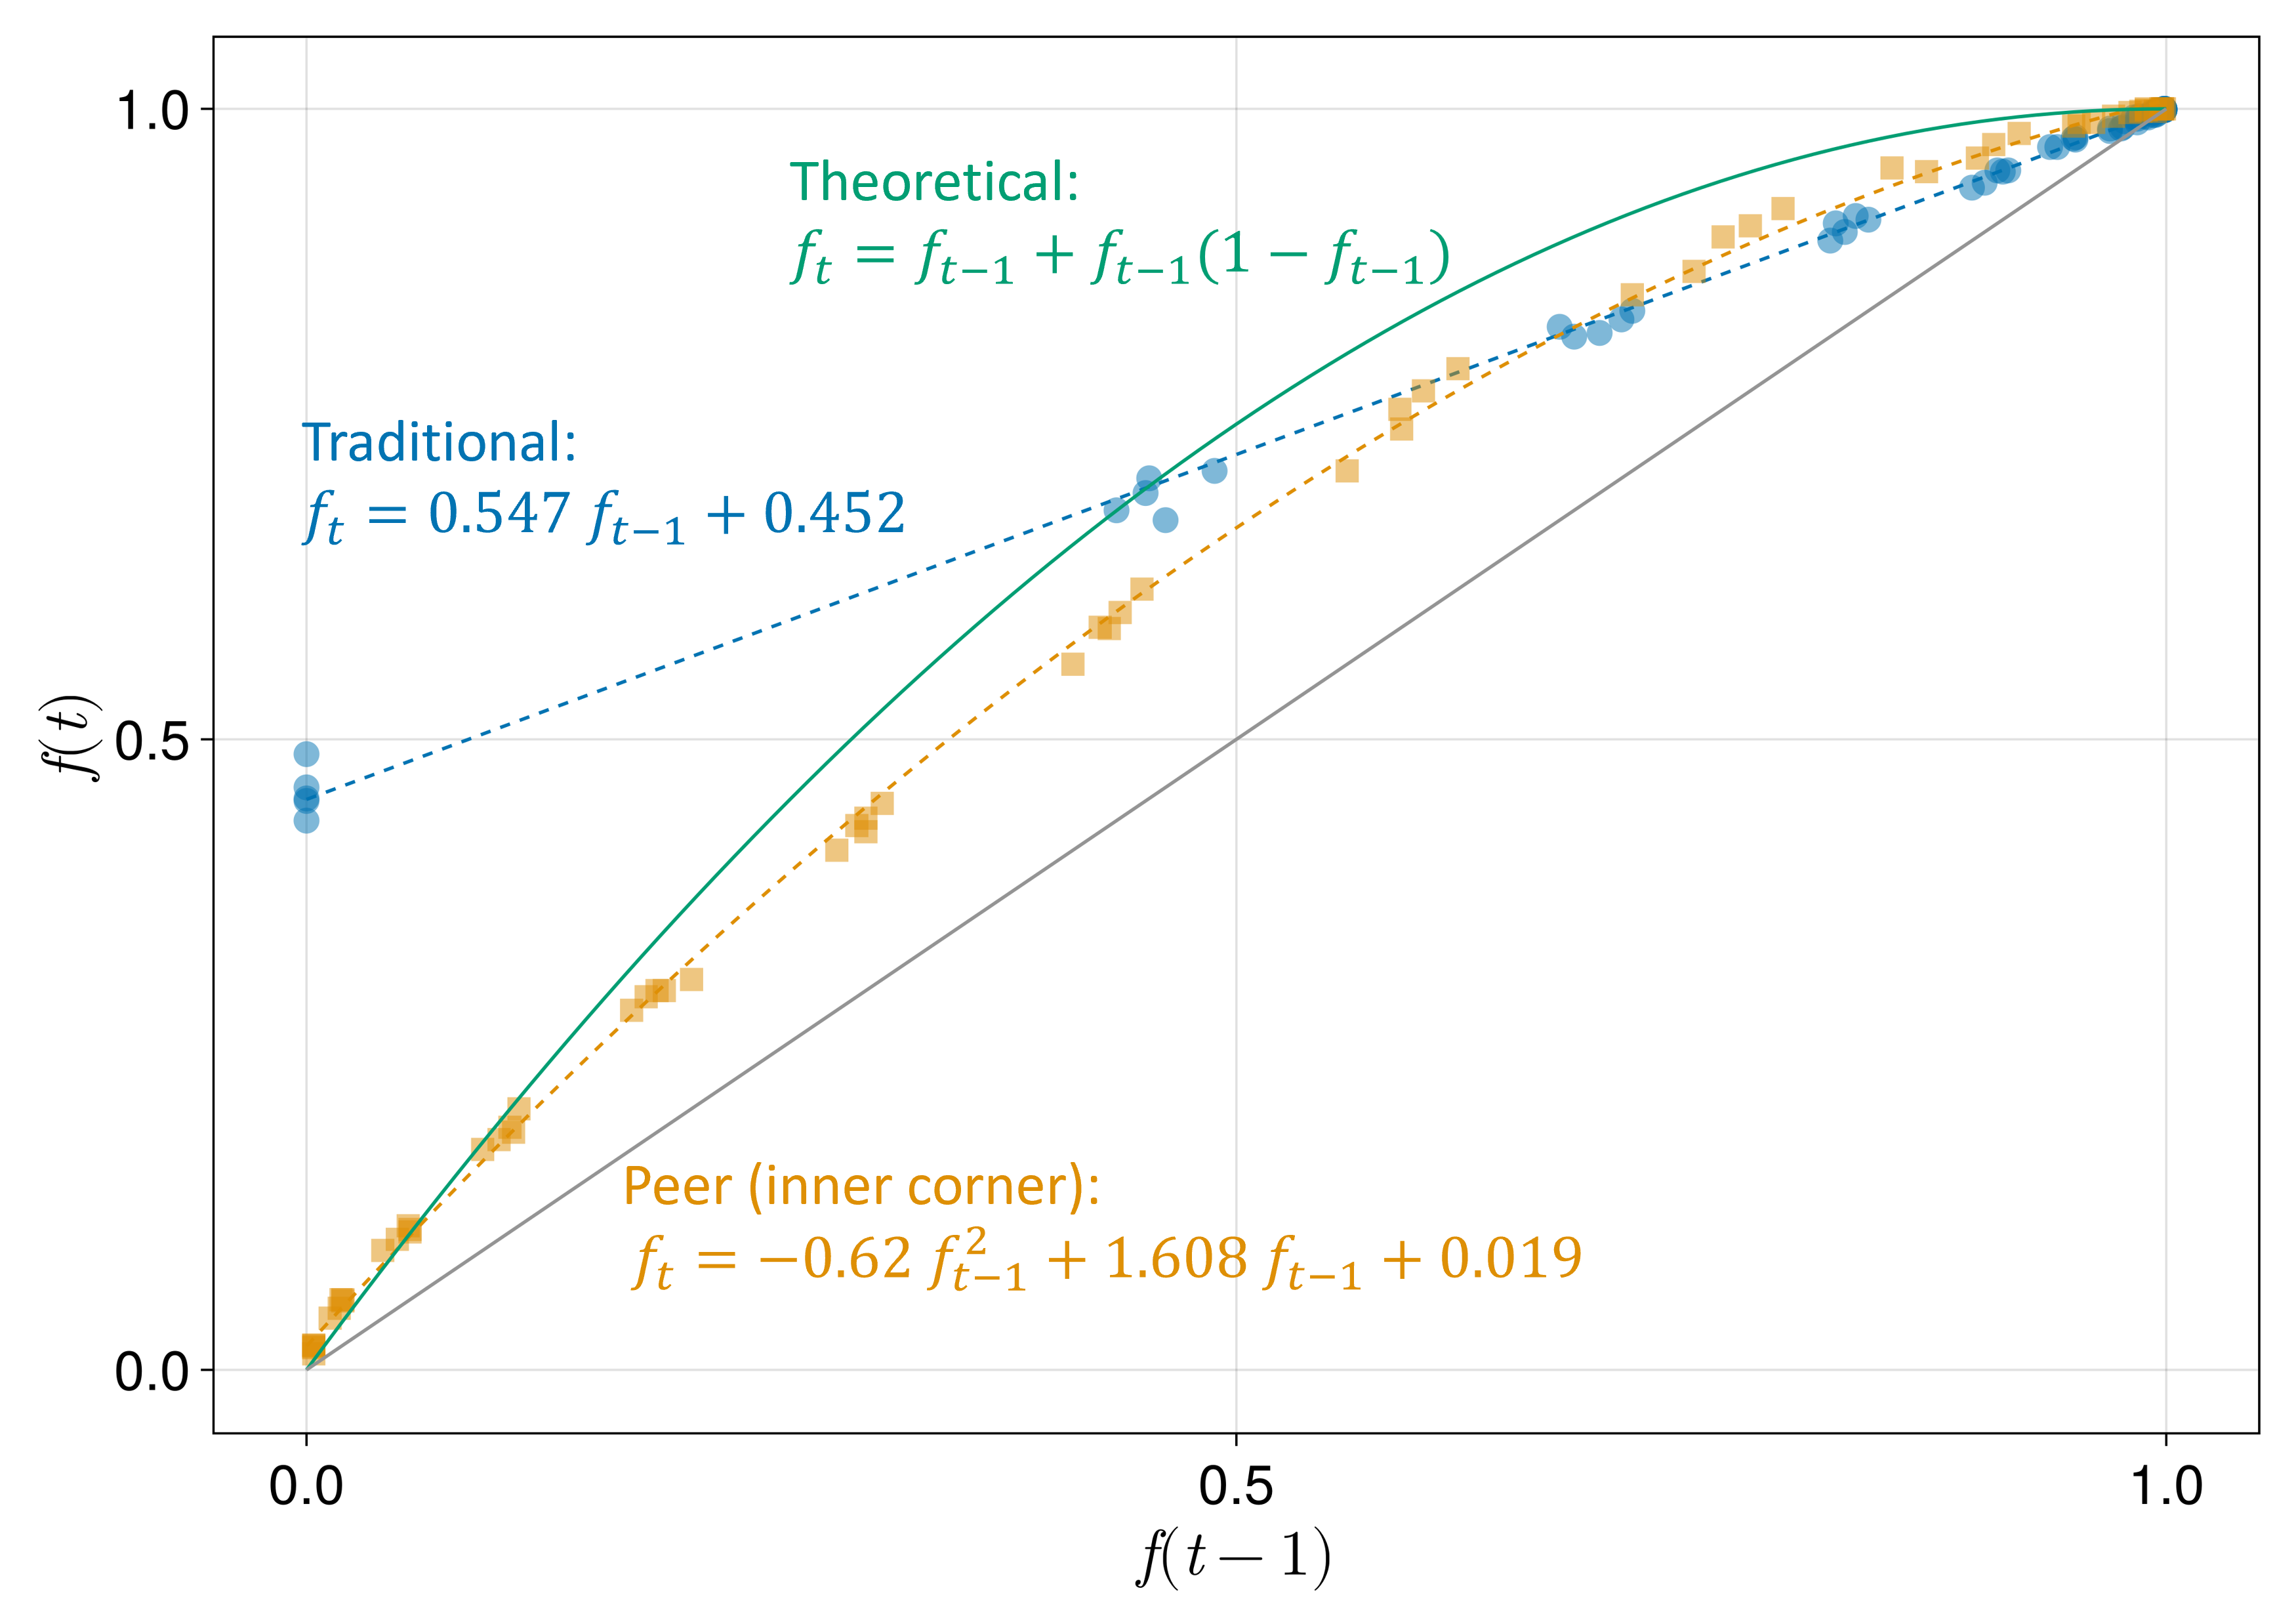 1.0
Theoretical:
f_t = f_{t−1} + f_{t−1}(1 − f_{t−1})
Traditional:
f_t = 0.547 f_{t−1} + 0.452
f(t)
0.5
Peer (inner corner):
f_t = −0.62 f_{t−1}^2 + 1.608 f_{t−1} + 0.019
0.0
0.0 0.5 1.0
f(t − 1)